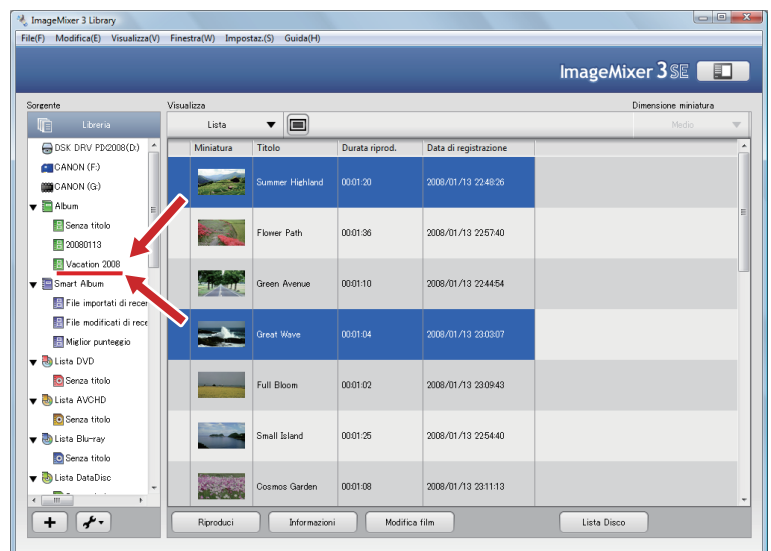 ImageMixer 3 Library
File(F) Modifica(E) Visualizza(V) Finestra(W) Impostaz.(S) Guida(H)
ImageMixer 3 SE
Sorgente Visualizza Dimensione miniatura
Libreria Lista Medio
Miniatura Titolo Durata riprod. Data di registrazione
DSK DRV PD(2008(D:)
CANON (F:)
CANON (G:)
Album
Senza titolo
20080113
Vacation 2008
Smart Album
File importati di recer
File modificati di rece
Miglior punteggio
Lista DVD
Senza titolo
Lista AVCHD
Senza titolo
Lista Blu-ray
Senza titolo
Lista DataDisc
Summer Highland 00:01:20 2008/01/13 22:48:26
Flower Path 00:01:36 2008/01/13 22:57:40
Green Avenue 00:01:10 2008/01/13 22:44:54
Great Wave 00:01:04 2008/01/13 23:03:07
Full Bloom 00:01:02 2008/01/13 23:09:43
Small Island 00:01:25 2008/01/13 22:54:40
Cosmos Garden 00:01:08 2008/01/13 23:11:13
Riproduci Informazioni Modifica film Lista Disco